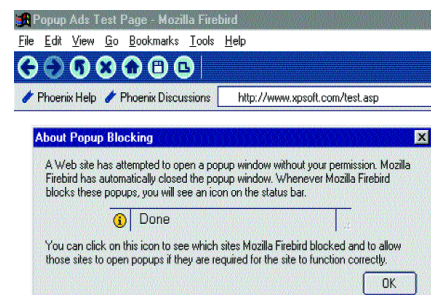 Popup Ads Test Page - Mozilla Firebird
File Edit View Go Bookmarks Tools Help
Phoenix Help Phoenix Discussions http://www.xpsoft.com/test.asp
About Popup Blocking
A Web site has attempted to open a popup window without your permission. Mozilla
Firebird has automatically closed the popup window. Whenever Mozilla Firebird
blocks these popups, you will see an icon on the status bar.
Done
You can click on this icon to see which sites Mozilla Firebird blocked and to allow
those sites to open popups if they are required for the site to function correctly.
OK